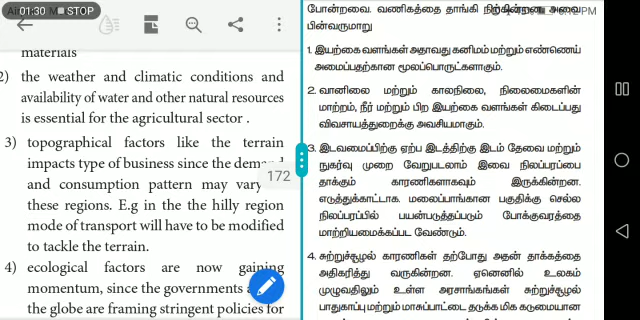 01:30 STOP
materials
2) the weather and climatic conditions and
availability of water and other natural resources
is essential for the agricultural sector .
3) topographical factors like the terrain
impacts type of business since the
and consumption pattern may
these regions. E.g in the the hilly region
mode of transport will have to be modified
to tackle the terrain.
4) ecological factors are now gaining
momentum, since the governments
the globe are framing stringent policies for
172
போன்றவை. வணிகத்தை தாங்கி நிற்கின்றன அவை
பின்வருமாறு
1. இயற்கை வளங்கள் அதாவது கனிமம் மற்றும் எண்ணெய்
அமைப்பதற்கான மூலப்பொருட்களாகும்.
2. வானிலை மற்றும் காலநிலை, நிலைமைகளின்
மாற்றம், நீர் மற்றும் பிற இயற்கை வளங்கள் கிடைப்பது
விவசாயத்துறைக்கு அவசியமாகும்.
3. இடவமைப்பிற்கு ஏற்ப இடத்திற்கு இடம் தேவை மற்றும்
நுகர்வு முறை வேறுபடலாம் இவை நிலப்பரப்பை
தாக்கும் காரணிகளாகவும் இருக்கின்றன.
எடுத்துக்காட்டாக. மலைப்பாங்கான பகுதிக்கு செல்ல
நிலப்பரப்பில் பயன்படுத்தப்படும் போக்குவரத்தை
மாற்றியமைக்கப்பட வேண்டும்.
4. சுற்றுச்சூழல் காரணிகள் தற்போது அதன் தாக்கத்தை
அதிகரித்து வருகின்றன. ஏனெனில் உலகம்
முழுவதிலும் உள்ள அரசாங்கங்கள் சுற்றுச்சூழல்
பாதுகாப்பு மற்றும் மாசுப்பாட்டை தடுக்க மிக கடுமையான